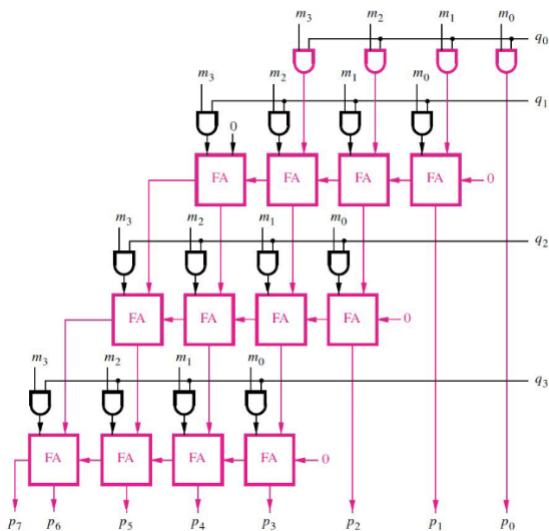 m₃ m₂ m₁ m₀
q₀
m₃ m₂ m₁ m₀
q₁
0
FA FA FA FA 0
m₃ m₂ m₁ m₀
q₂
FA FA FA FA 0
m₃ m₂ m₁ m₀
q₃
FA FA FA FA 0
p₇ p₆ p₅ p₄ p₃ p₂ p₁ p₀